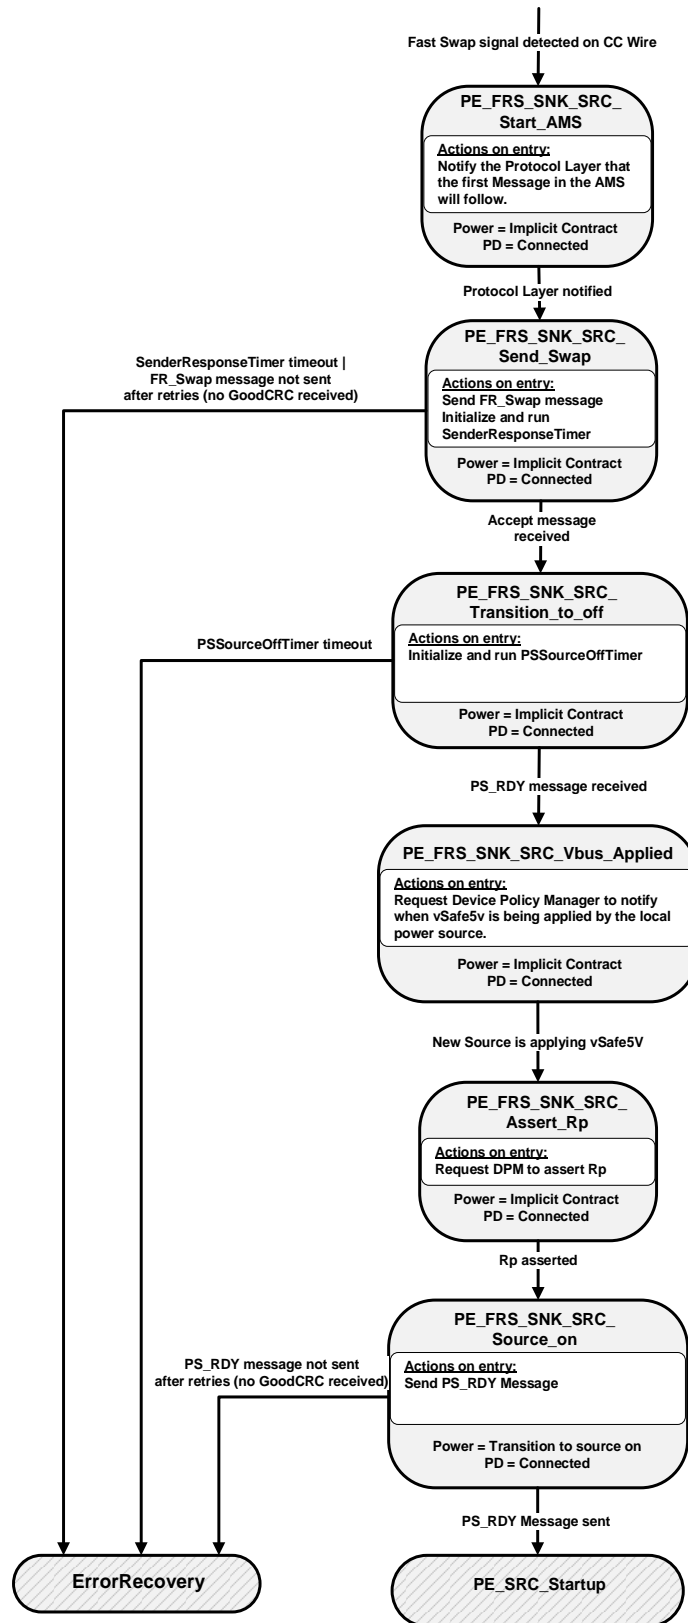 Fast Swap signal detected on CC Wire
PE_FRS_SNK_SRC_
Start_AMS
Actions on entry:
Notify the Protocol Layer that
the first Message in the AMS
will follow.
Power = Implicit Contract
PD = Connected
Protocol Layer notified
PE_FRS_SNK_SRC_
Send_Swap
Actions on entry:
Send FR_Swap message
Initialize and run
SenderResponseTimer
Power = Implicit Contract
PD = Connected
SenderResponseTimer timeout |
FR_Swap message not sent
after retries (no GoodCRC received)
Accept message
received
PE_FRS_SNK_SRC_
Transition_to_off
Actions on entry:
Initialize and run PSSourceOffTimer
Power = Implicit Contract
PD = Connected
PSSourceOffTimer timeout
PS_RDY message received
PE_FRS_SNK_SRC_Vbus_Applied
Actions on entry:
Request Device Policy Manager to notify
when vSafe5v is being applied by the local
power source.
Power = Implicit Contract
PD = Connected
New Source is applying vSafe5V
PE_FRS_SNK_SRC_
Assert_Rp
Actions on entry:
Request DPM to assert Rp
Power = Implicit Contract
PD = Connected
Rp asserted
PE_FRS_SNK_SRC_
Source_on
Actions on entry:
Send PS_RDY Message
Power = Transition to source on
PD = Connected
PS_RDY message not sent
after retries (no GoodCRC received)
PS_RDY Message sent
ErrorRecovery
PE_SRC_Startup